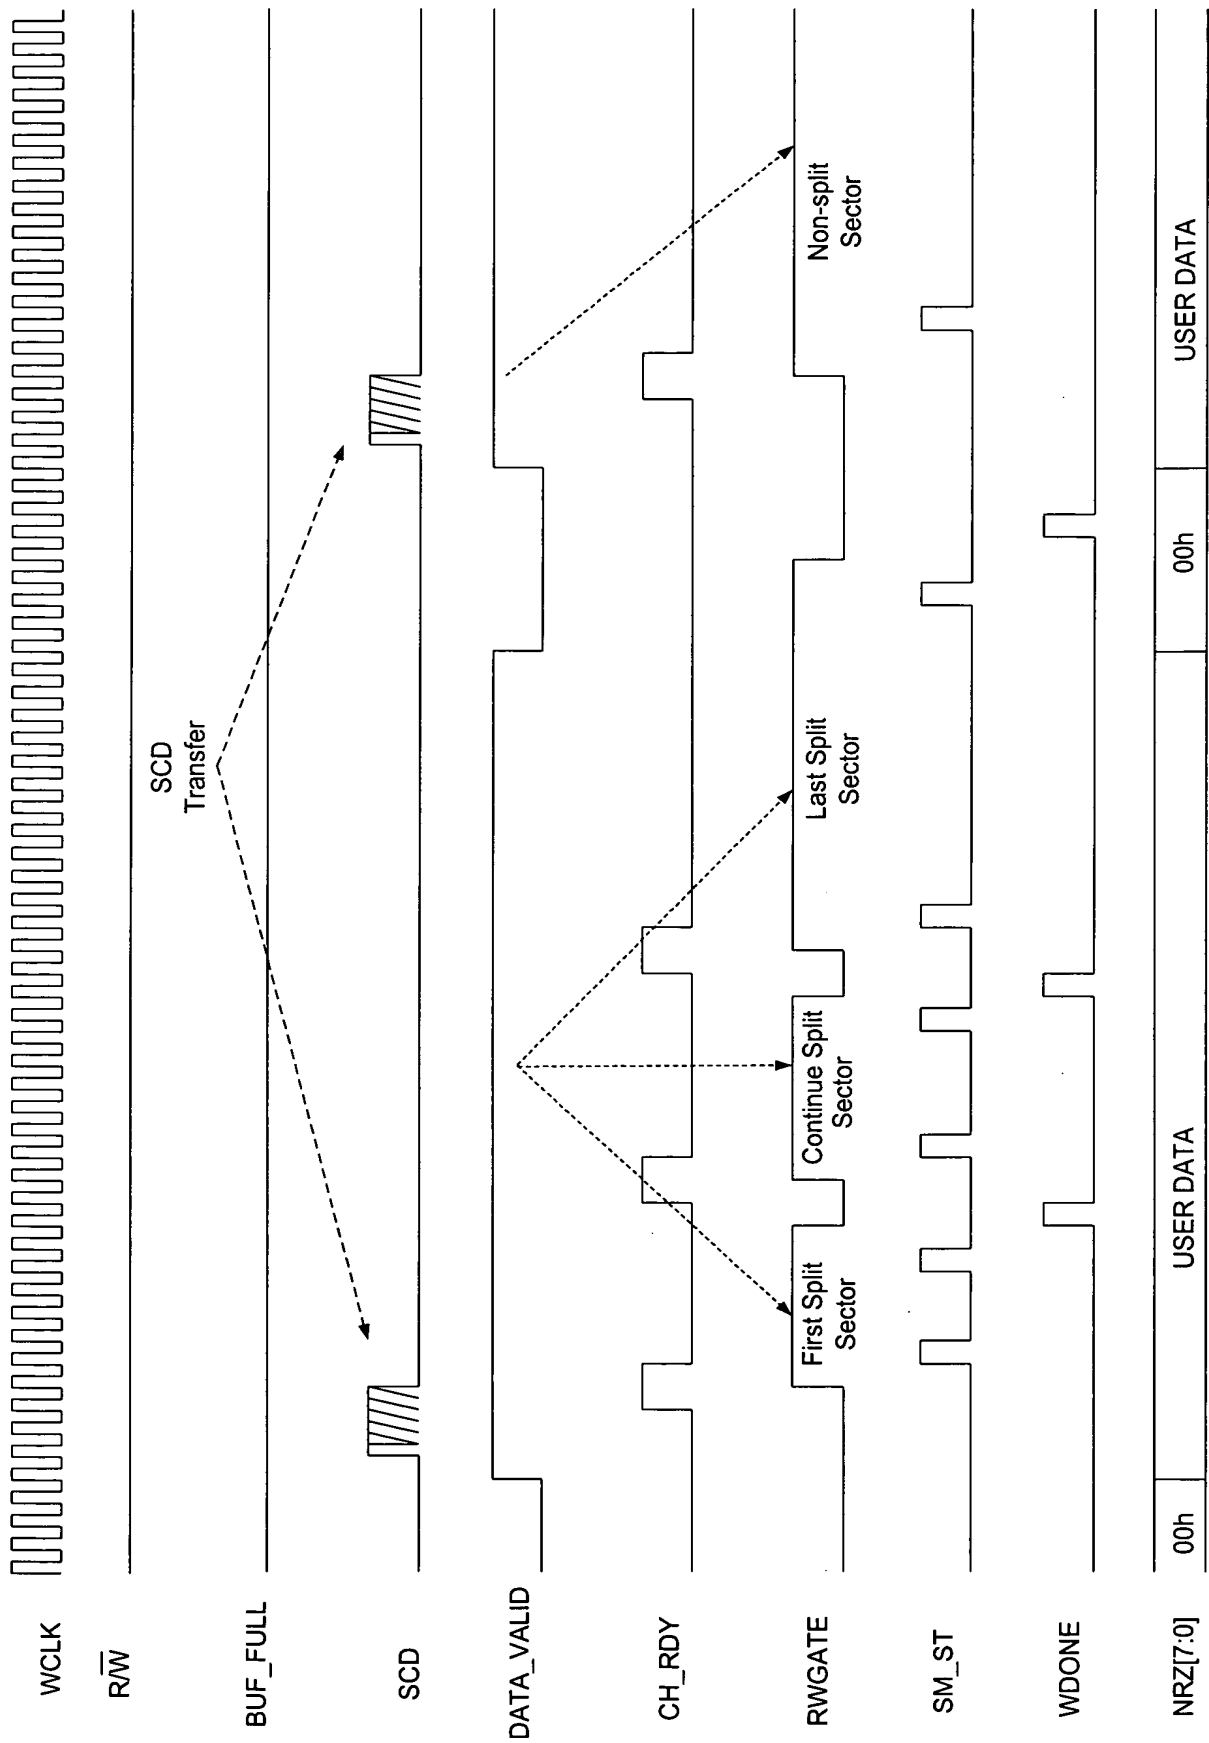 WCLK
R/W
BUF_FULL
SCD
Transfer
SCD
DATA_VALID
CH_RDY
RWGATE
First Split
Sector
Continue Split
Sector
Last Split
Sector
Non-split
Sector
SM_ST
WDONE
NRZ[7:0]
00h
USER DATA
00h
USER DATA